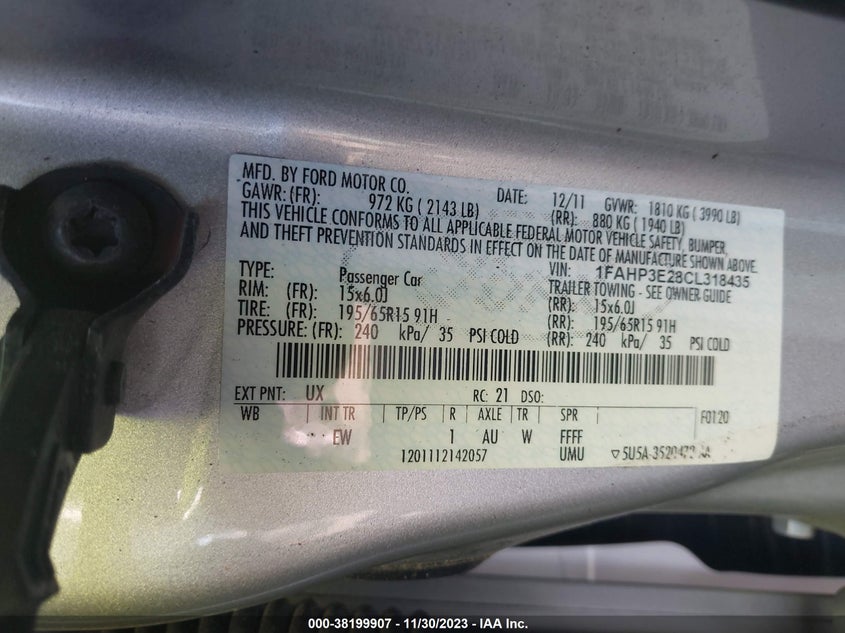 MFD. BY FORD MOTOR CO. DATE: 12/11 GVWR: 1810 KG ( 3990 LB)
GAWR: (FR): 972 KG ( 2143 LB) (RR): 880 KG ( 1940 LB)
THIS VEHICLE CONFORMS TO ALL APPLICABLE FEDERAL MOTOR VEHICLE SAFETY, BUMPER,
AND THEFT PREVENTION STANDARDS IN EFFECT ON THE DATE OF MANUFACTURE SHOWN ABOVE.
VIN: 1FAHP3E28CL318435
TYPE: Passenger Car TRAILER TOWING - SEE OWNER GUIDE
RIM: (FR): 15x6.0J (RR): 15x6.0J
TIRE: (FR): 195/65R15 91H (RR): 195/65R15 91H
PRESSURE: (FR): 240 kPa/ 35 PSI COLD (RR): 240 kPa/ 35 PSI COLD
EXT PNT: UX RC: 21 DSO:
WB INT TR TP/PS R AXLE TR SPR F0120
EW 1 AU W FFFF
1201112142057 UMU
000-38199907 - 11/30/2023 - IAA Inc.